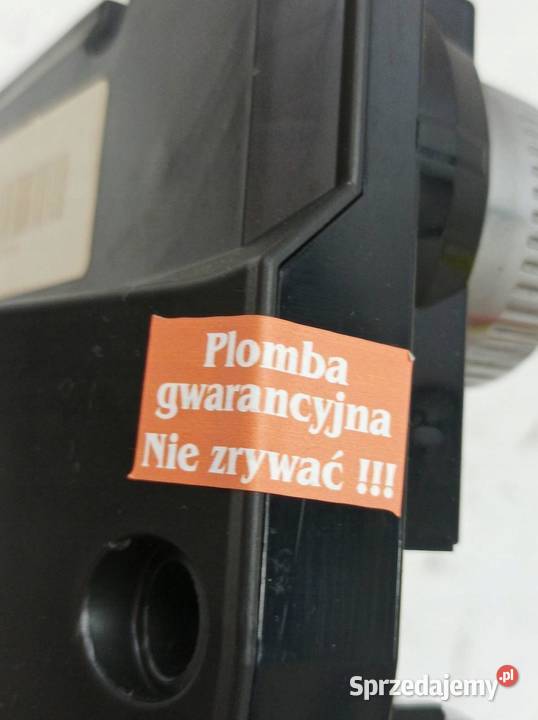 Plomba
gwarancyjna
Nie zrywać !!!
Sprzedajemy.pl